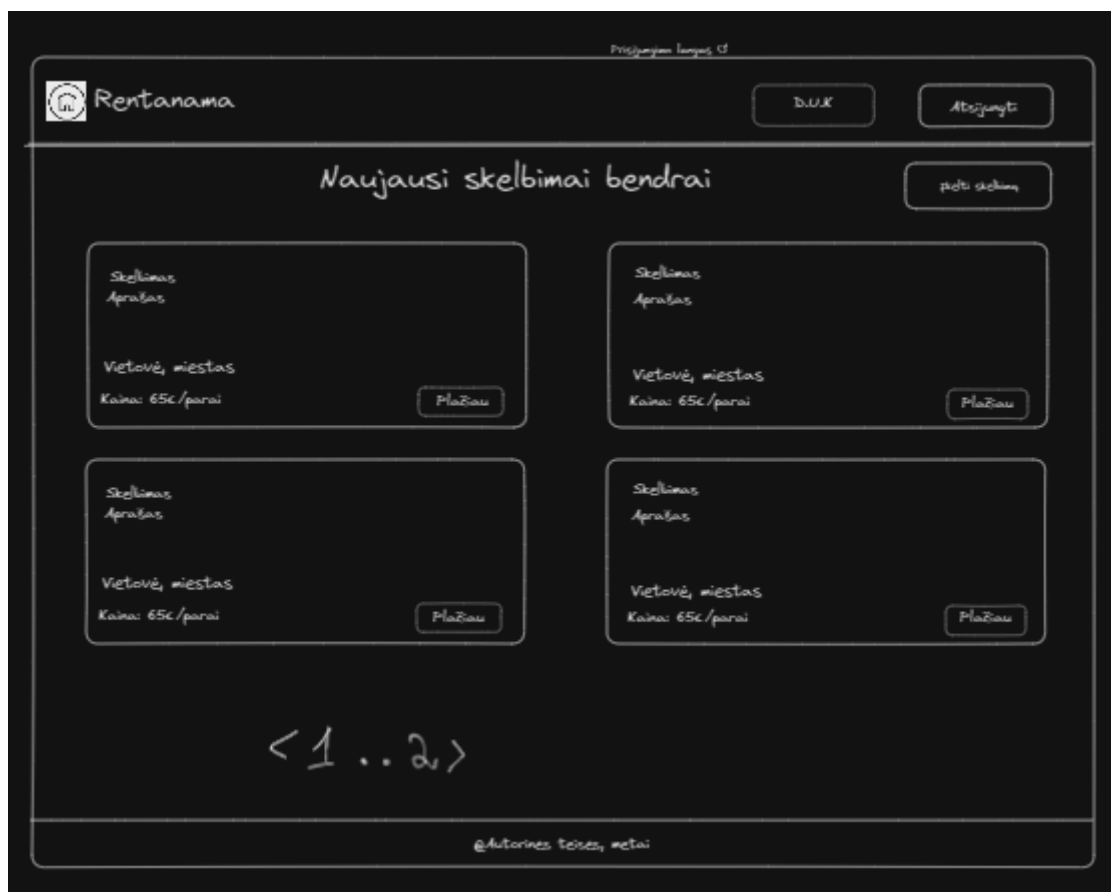 langas
Rentanama
D.U.K
Atsijungti
Naujausi skelbimai bendrai
įkelti skelbimą
Skelbimas
Aprašas
Vietovė, miestas
Kaina: 65€/parai
Plačiau
Skelbimas
Aprašas
Vietovė, miestas
Kaina: 65€/parai
Plačiau
Skelbimas
Aprašas
Vietovė, miestas
Kaina: 65€/parai
Plačiau
Skelbimas
Aprašas
Vietovė, miestas
Kaina: 65€/parai
Plačiau
<1..2>
@Autorines teises, metai